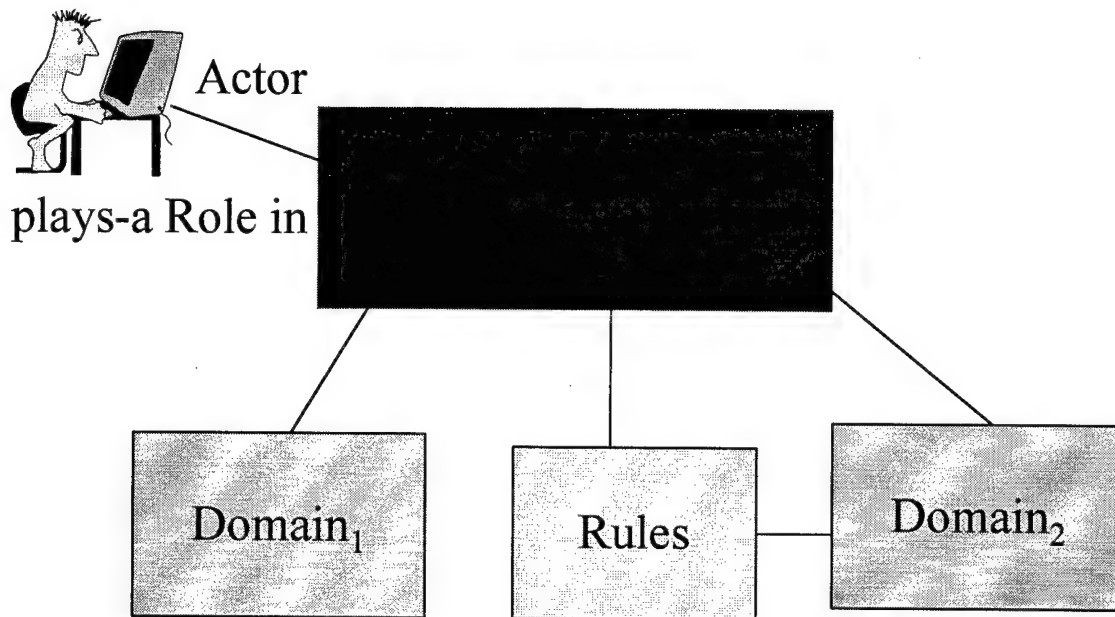 Actor
plays-a Role in
Domain₁
Rules
Domain₂